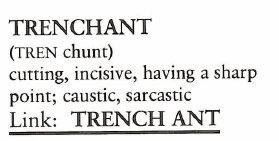 TRENCHANT
(TREN chunt)
cutting, incisive, having a sharp
point; caustic, sarcastic
Link: TRENCH ANT